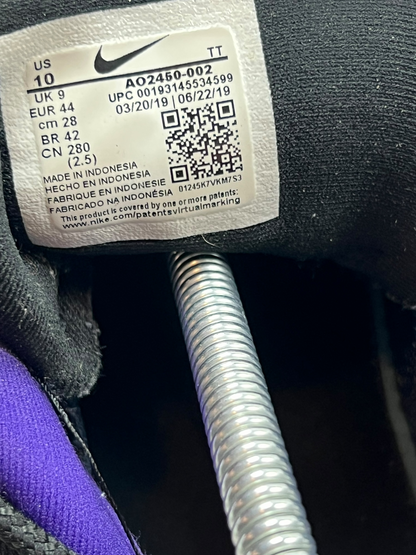 US TT
10 AO2460-002
UK 9 UPC 00193145534599
EUR 44 03/20/19 | 06/22/19
cm 28
BR 42
CN 280
(2.5)
MADE IN INDONESIA
HECHO EN INDONESIA
FABRIQUE EN INDONESIE
FABRICADO NA INDONÉSIA 01245K7VKM7S3
This product is covered by one or more patents:
www.nike.com/patentsvirtualmarking